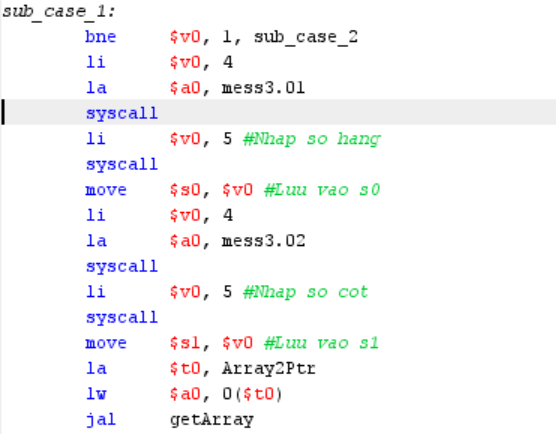 sub_case_1:
bne $v0, 1, sub_case_2
li $v0, 4
la $a0, mess3.01
syscall
li $v0, 5 #Nhap so hang
syscall
move $s0, $v0 #Luu vao s0
li $v0, 4
la $a0, mess3.02
syscall
li $v0, 5 #Nhap so cot
syscall
move $s1, $v0 #Luu vao s1
la $t0, Array2Ptr
lw $a0, 0($t0)
jal getArray